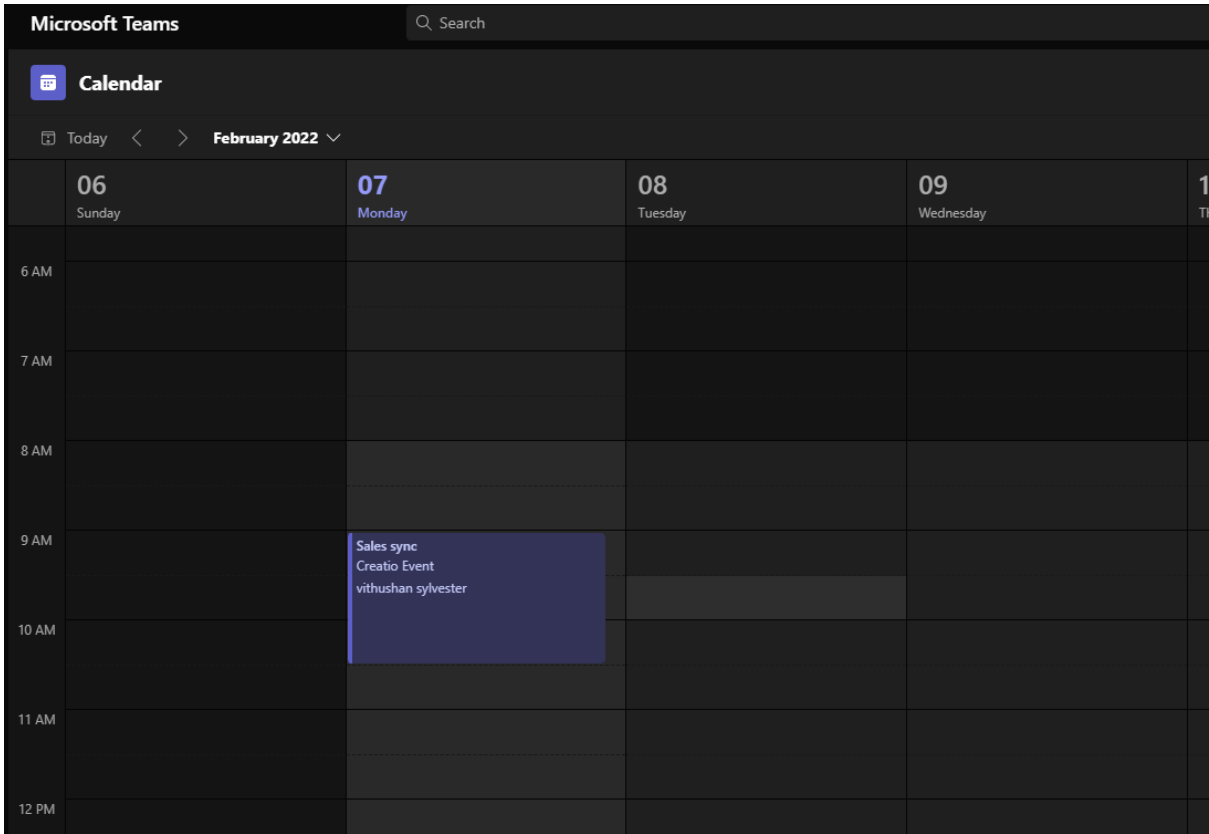 Microsoft Teams
Search
Calendar
Today
February 2022
06
Sunday
07
Monday
08
Tuesday
09
Wednesday
6 AM
7 AM
8 AM
9 AM
Sales sync
Creatio Event
vithushan sylvester
10 AM
11 AM
12 PM